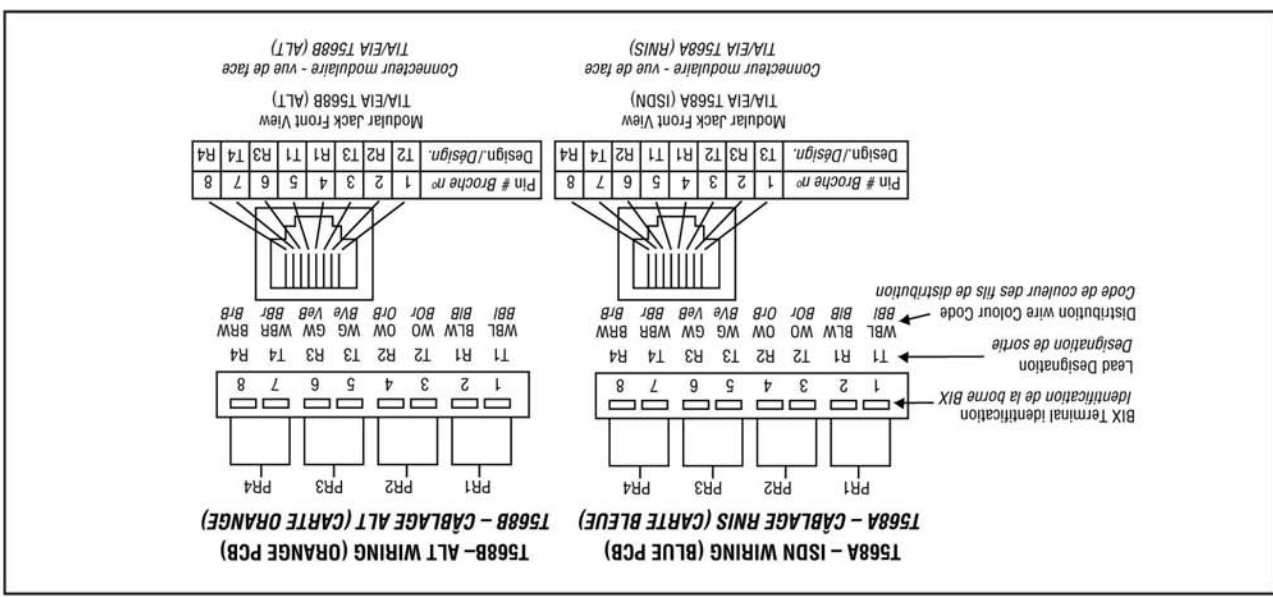 T568A – ISDN WIRING (BLUE PCB)
T568A – CÂBLAGE RNIS (CARTE BLEUE)
PR1 PR2 PR3 PR4
BIX Terminal identification
Identification de la borne BIX
1 2 3 4 5 6 7 8
Lead Designation
Designation de sortie
T1 R1 T2 R2 T3 R3 T4 R4
Distribution wire Colour Code
Code de couleur des fils de distribution
WBL BLW WO OW WG GW WBR BRW
BBl BlB BOr OrB BVe VeB BBr BrB
Pin # Broche nº 1 2 3 4 5 6 7 8
Design./Désign. T3 R3 T2 R1 T1 R2 T4 R4
Modular Jack Front View
TIA/EIA T568A (ISDN)
Connecteur modulaire - vue de face
TIA/EIA T568A (RNIS)
T568B– ALT WIRING (ORANGE PCB)
T568B – CÂBLAGE ALT (CARTE ORANGE)
PR1 PR2 PR3 PR4
1 2 3 4 5 6 7 8
T1 R1 T2 R2 T3 R3 T4 R4
WBL BLW WO OW WG GW WBR BRW
BBl BlB BOr OrB BVe VeB BBr BrB
Pin # Broche nº 1 2 3 4 5 6 7 8
Design./Désign. T2 R2 T3 R1 T1 R3 T4 R4
Modular Jack Front View
TIA/EIA T568B (ALT)
Connecteur modulaire - vue de face
TIA/EIA T568B (ALT)